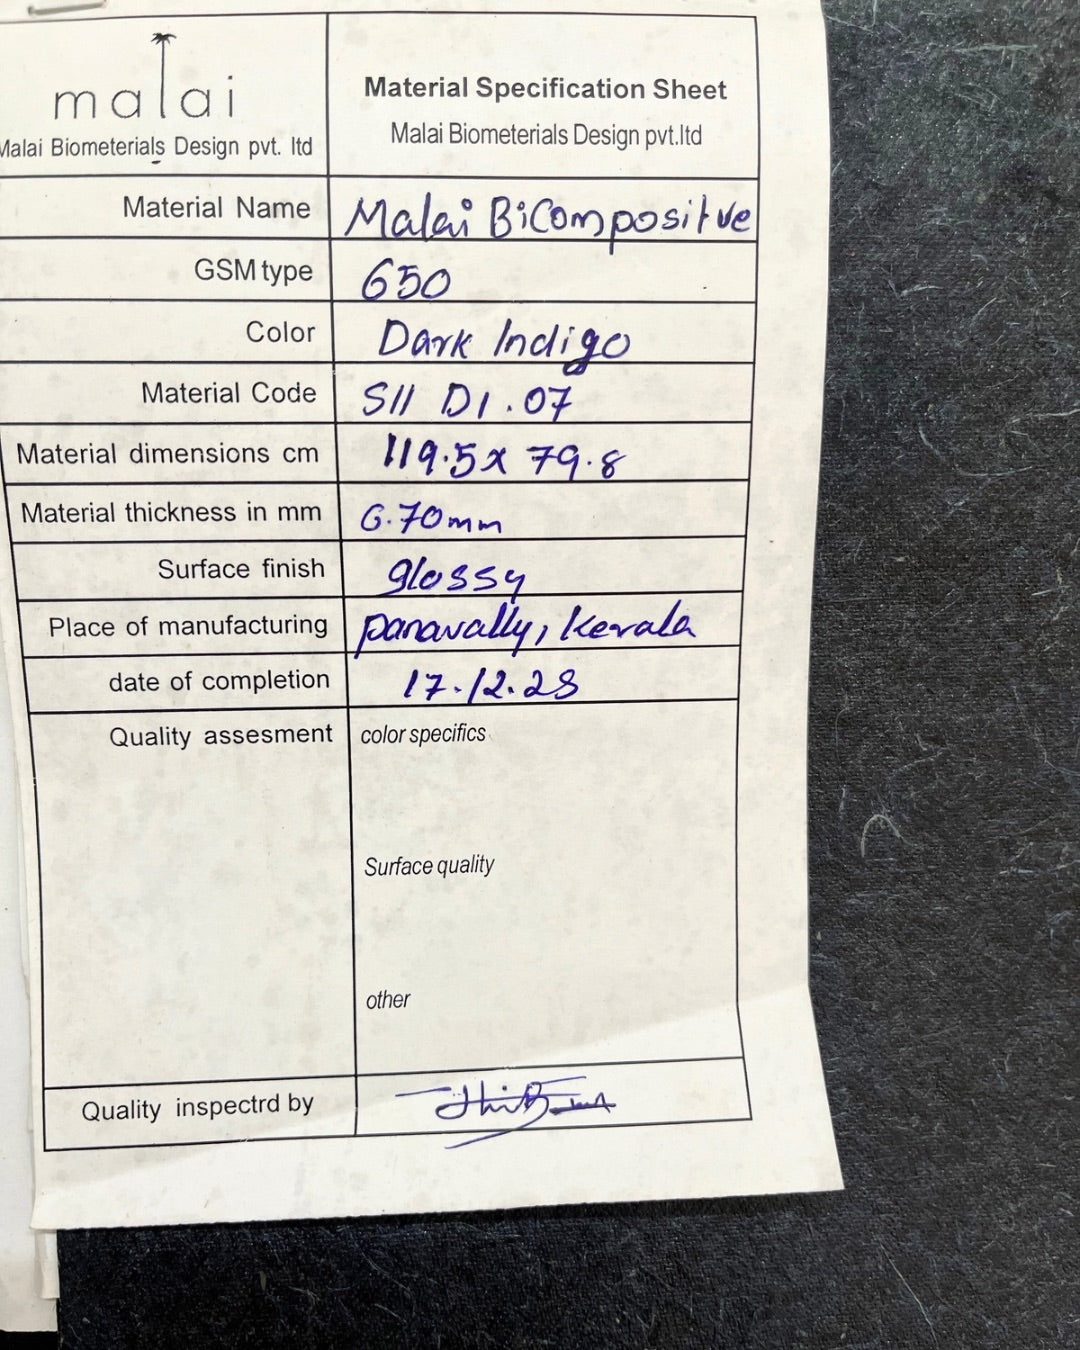 malai
Malai Biometerials Design pvt. ltd
Material Specification Sheet
Malai Biometerials Design pvt.ltd
Material Name Malai BiCompositve
GSM type 650
Color Dark Indigo
Material Code S11 D1.07
Material dimensions cm 119.5x 79.8
Material thickness in mm 0.70mm
Surface finish glossy
Place of manufacturing panavally, Kerala
date of completion 17.12.23
Quality assesment color specifics
Surface quality
other
Quality inspectrd by